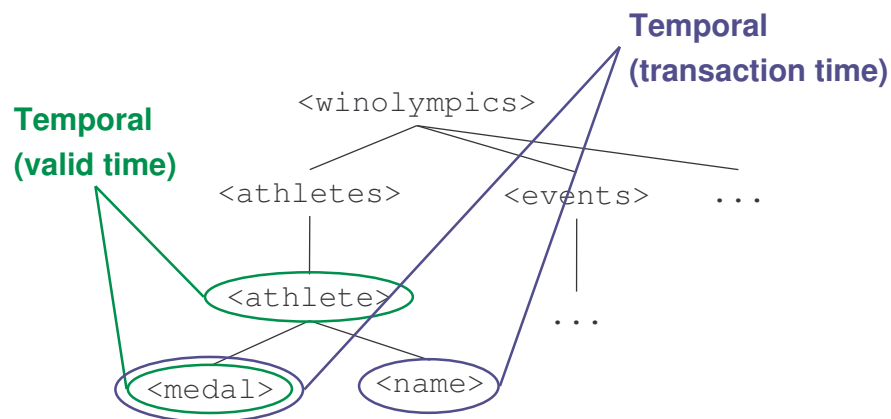 Temporal
(transaction time)
<winolympics>
Temporal
(valid time)
<athletes>
<events>
...
<athlete>
...
<medal>
<name>